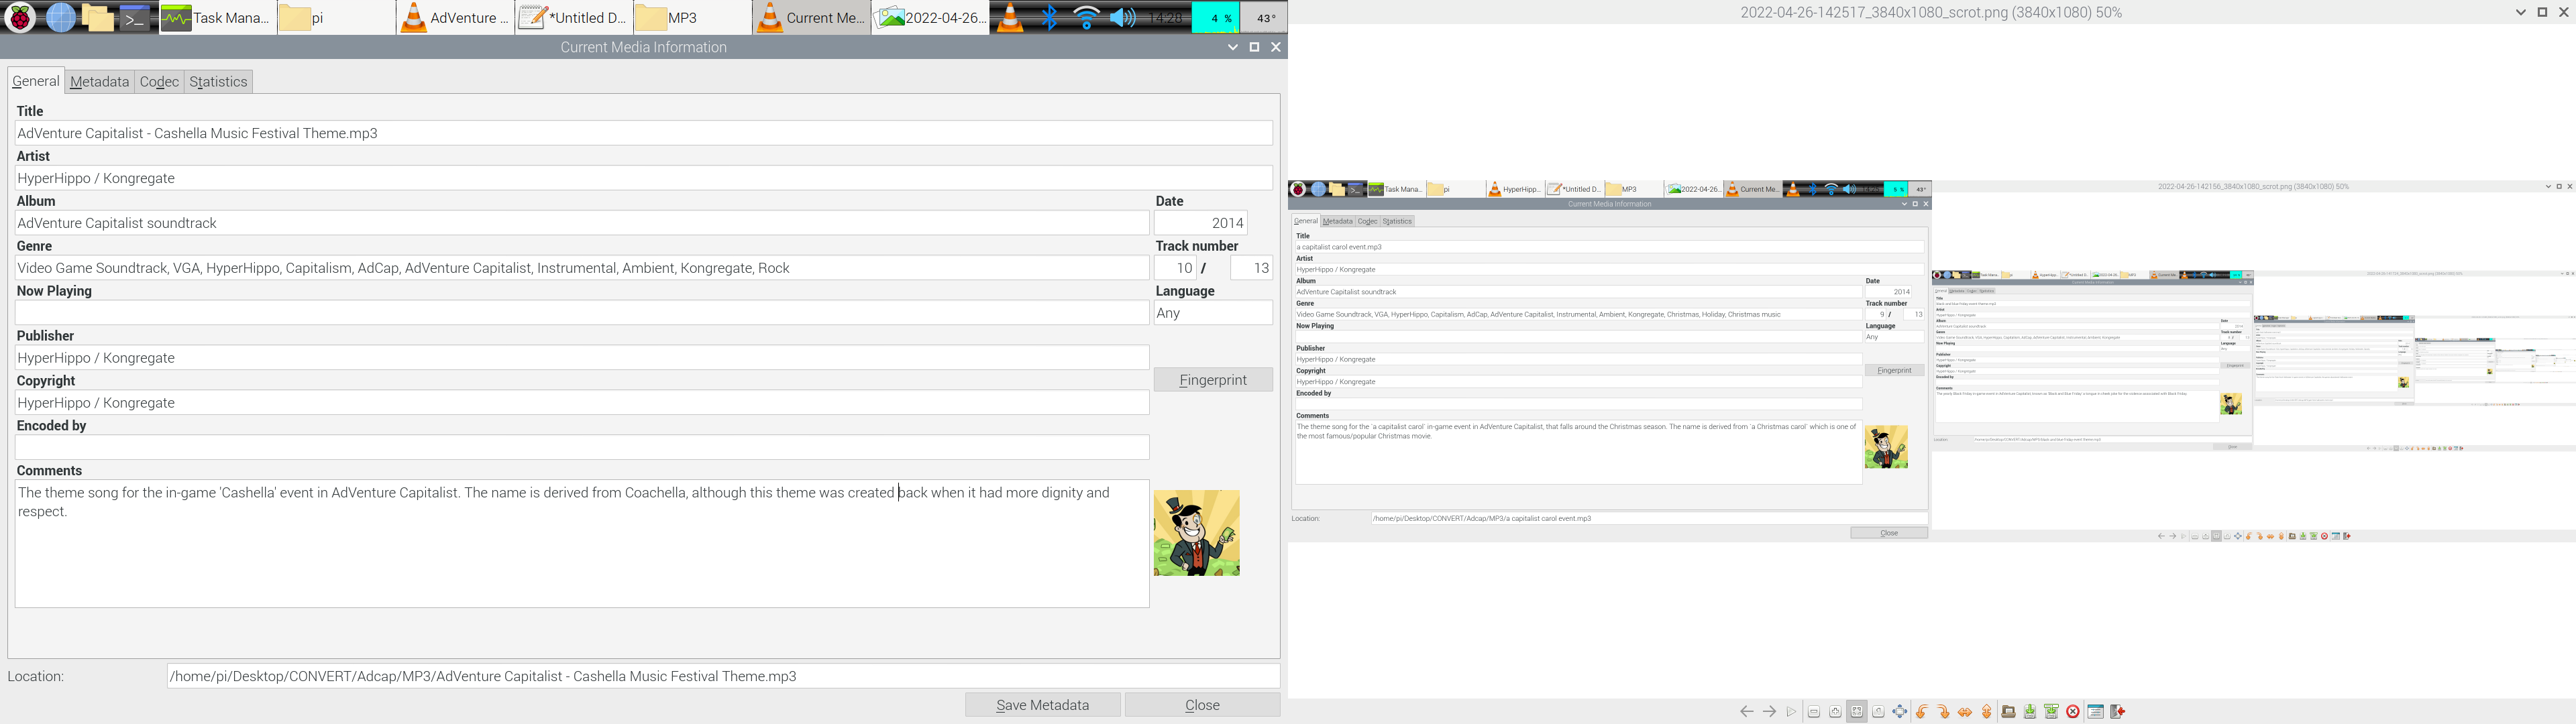 Task Mana...
pi
AdVenture ...
*Untitled D...
MP3
Current Me...
2022-04-26...
14:28
4 %
43°
Current Media Information
General
Metadata
Codec
Statistics
Title
AdVenture Capitalist - Cashella Music Festival Theme.mp3
Artist
HyperHippo / Kongregate
Album
Date
AdVenture Capitalist soundtrack
2014
Genre
Track number
Video Game Soundtrack, VGA, HyperHippo, Capitalism, AdCap, AdVenture Capitalist, Instrumental, Ambient, Kongregate, Rock
10 / 13
Now Playing
Language
Any
Publisher
HyperHippo / Kongregate
Copyright
Fingerprint
HyperHippo / Kongregate
Encoded by
Comments
The theme song for the in-game 'Cashella' event in AdVenture Capitalist. The name is derived from Coachella, although this theme was created back when it had more dignity and
respect.
Location:
/home/pi/Desktop/CONVERT/Adcap/MP3/AdVenture Capitalist - Cashella Music Festival Theme.mp3
Save Metadata
Close
2022-04-26-142517_3840x1080_scrot.png (3840x1080) 50%
Task Mana...
pi
HyperHipp...
*Untitled D...
MP3
2022-04-26...
Current Me...
5 %
43°
Current Media Information
2022-04-26-142156_3840x1080_scrot.png (3840x1080) 50%
General
Metadata
Codec
Statistics
Title
a capitalist carol event.mp3
Artist
HyperHippo / Kongregate
Album
Date
AdVenture Capitalist soundtrack
2014
Genre
Track number
Video Game Soundtrack, VGA, HyperHippo, Capitalism, AdCap, AdVenture Capitalist, Instrumental, Ambient, Kongregate, Christmas, Holiday, Christmas music
9 / 13
Now Playing
Language
Any
Publisher
HyperHippo / Kongregate
Copyright
Fingerprint
HyperHippo / Kongregate
Encoded by
Comments
The theme song for the 'a capitalist carol' in-game event in AdVenture Capitalist, that falls around the Christmas season. The name is derived from 'a Christmas carol' which is one of
the most famous/popular Christmas movie.
Location:
/home/pi/Desktop/CONVERT/Adcap/MP3/a capitalist carol event.mp3
Close